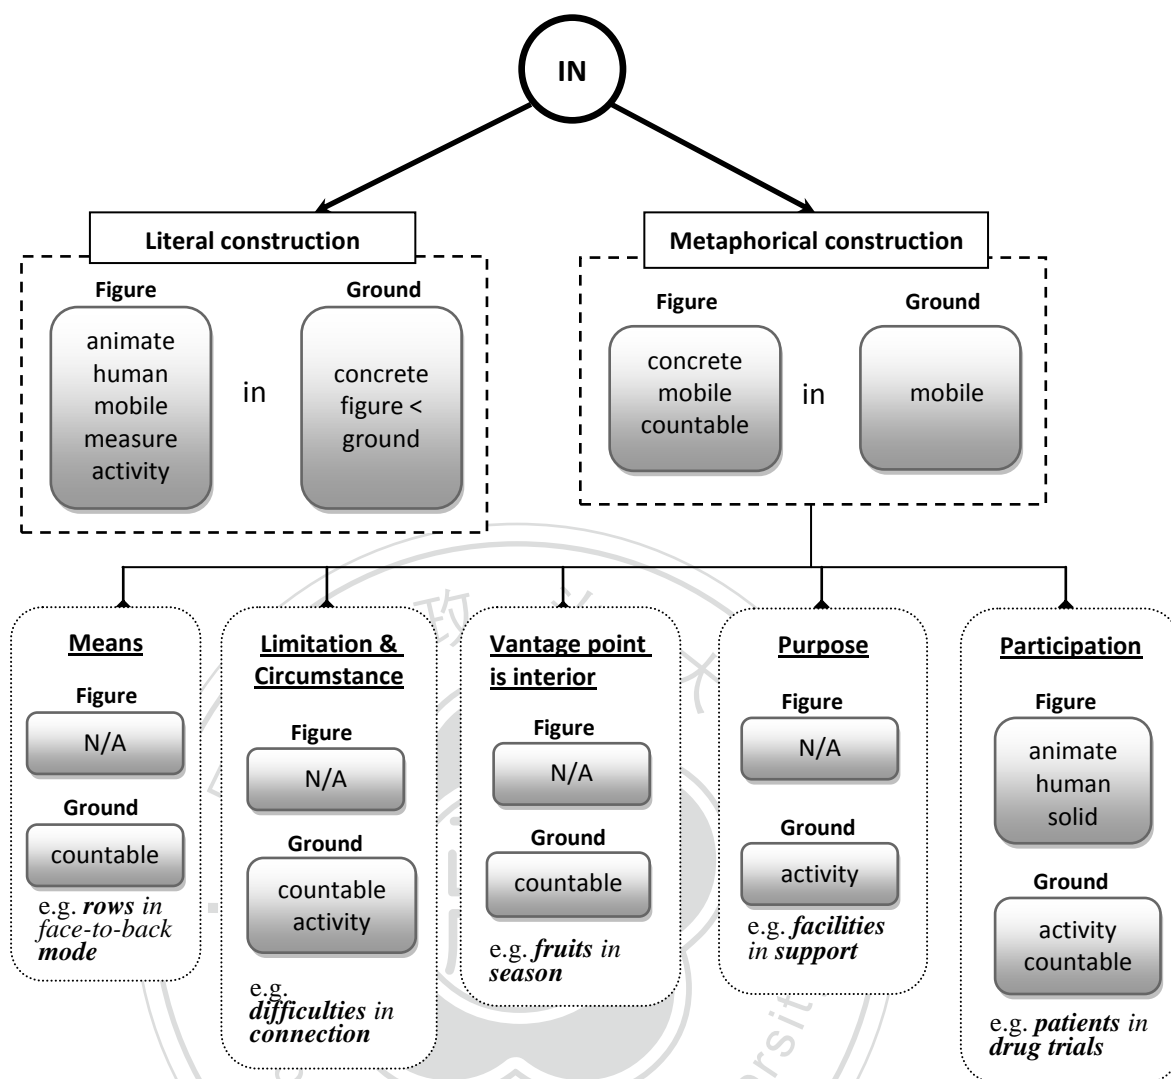 IN
Literal construction
Figure
animate
human
mobile
measure
activity
in
Ground
concrete
figure <
ground
Metaphorical construction
Figure
concrete
mobile
countable
in
Ground
mobile
Means
Figure
N/A
Ground
countable
e.g. rows in
face-to-back
mode
Limitation &
Circumstance
Figure
N/A
Ground
countable
activity
e.g.
difficulties in
connection
Vantage point
is interior
Figure
N/A
Ground
countable
e.g. fruits in
season
Purpose
Figure
N/A
Ground
activity
e.g. facilities
in support
Participation
Figure
animate
human
solid
Ground
activity
countable
e.g. patients in
drug trials
政
大